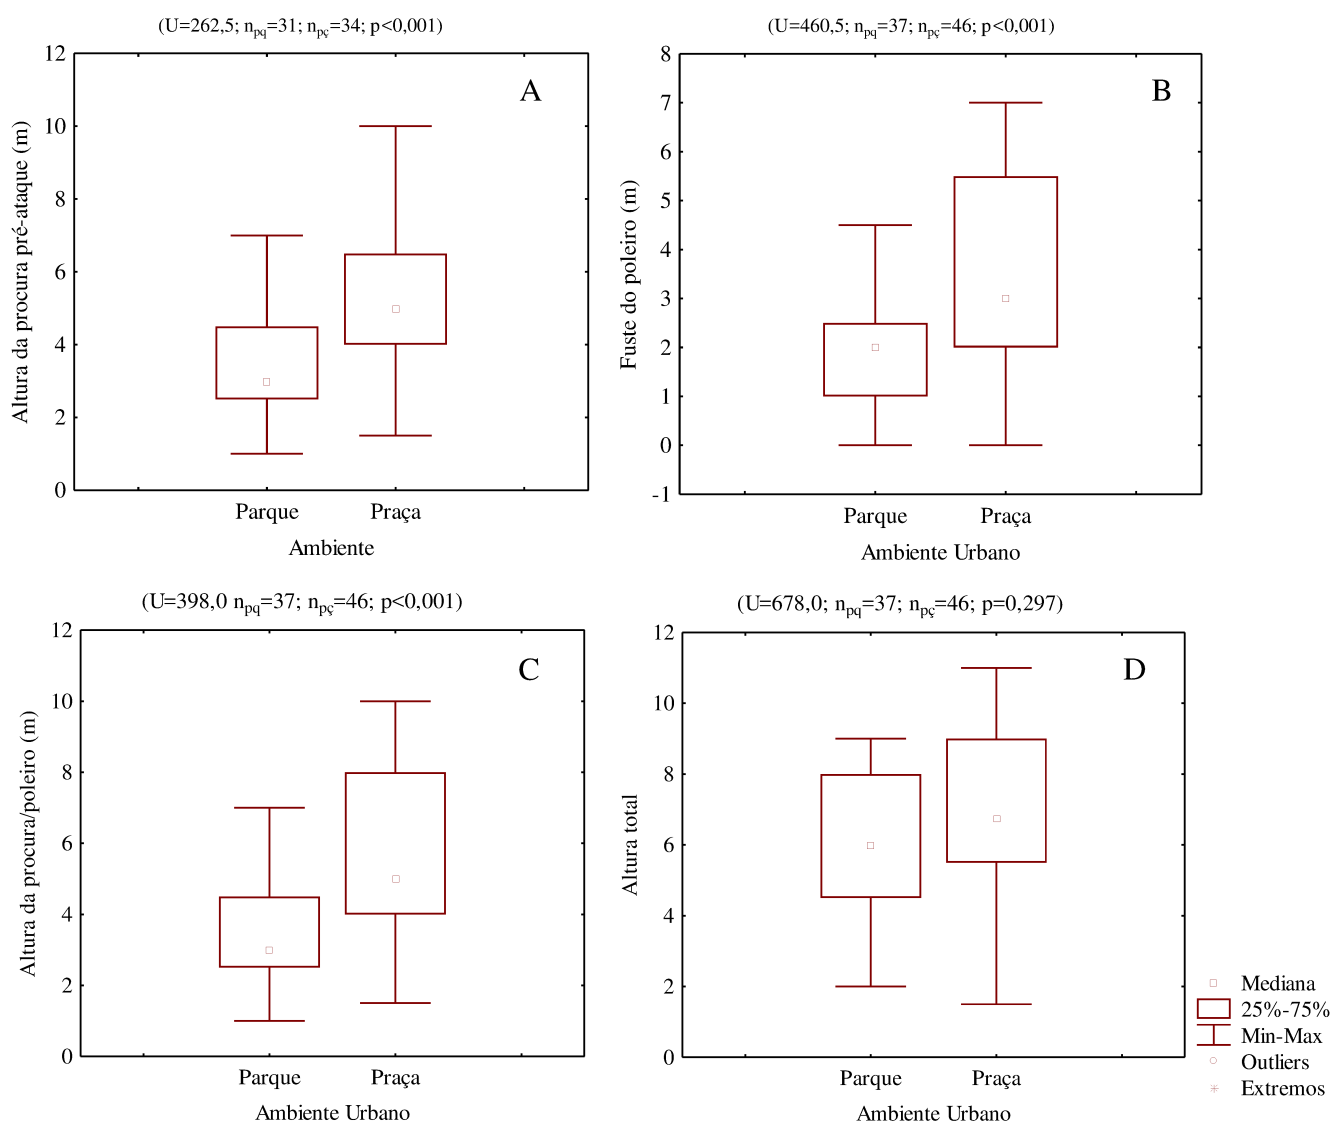 (U=262,5; npq=31; npç=34; p<0,001)
A
Altura da procura pré-ataque (m)
12
10
8
6
4
2
0
Parque
Praça
Ambiente
(U=460,5; npq=37; npç=46; p<0,001)
B
Fuste do poleiro (m)
8
7
6
5
4
3
2
1
0
-1
Parque
Praça
Ambiente Urbano
(U=398,0 npq=37; npç=46; p<0,001)
C
Altura da procura/poleiro (m)
12
10
8
6
4
2
0
Parque
Praça
Ambiente Urbano
(U=678,0; npq=37; npç=46; p=0,297)
D
Altura total
12
10
8
6
4
2
0
Parque
Praça
Ambiente Urbano
Mediana
25%-75%
Min-Max
Outliers
Extremos